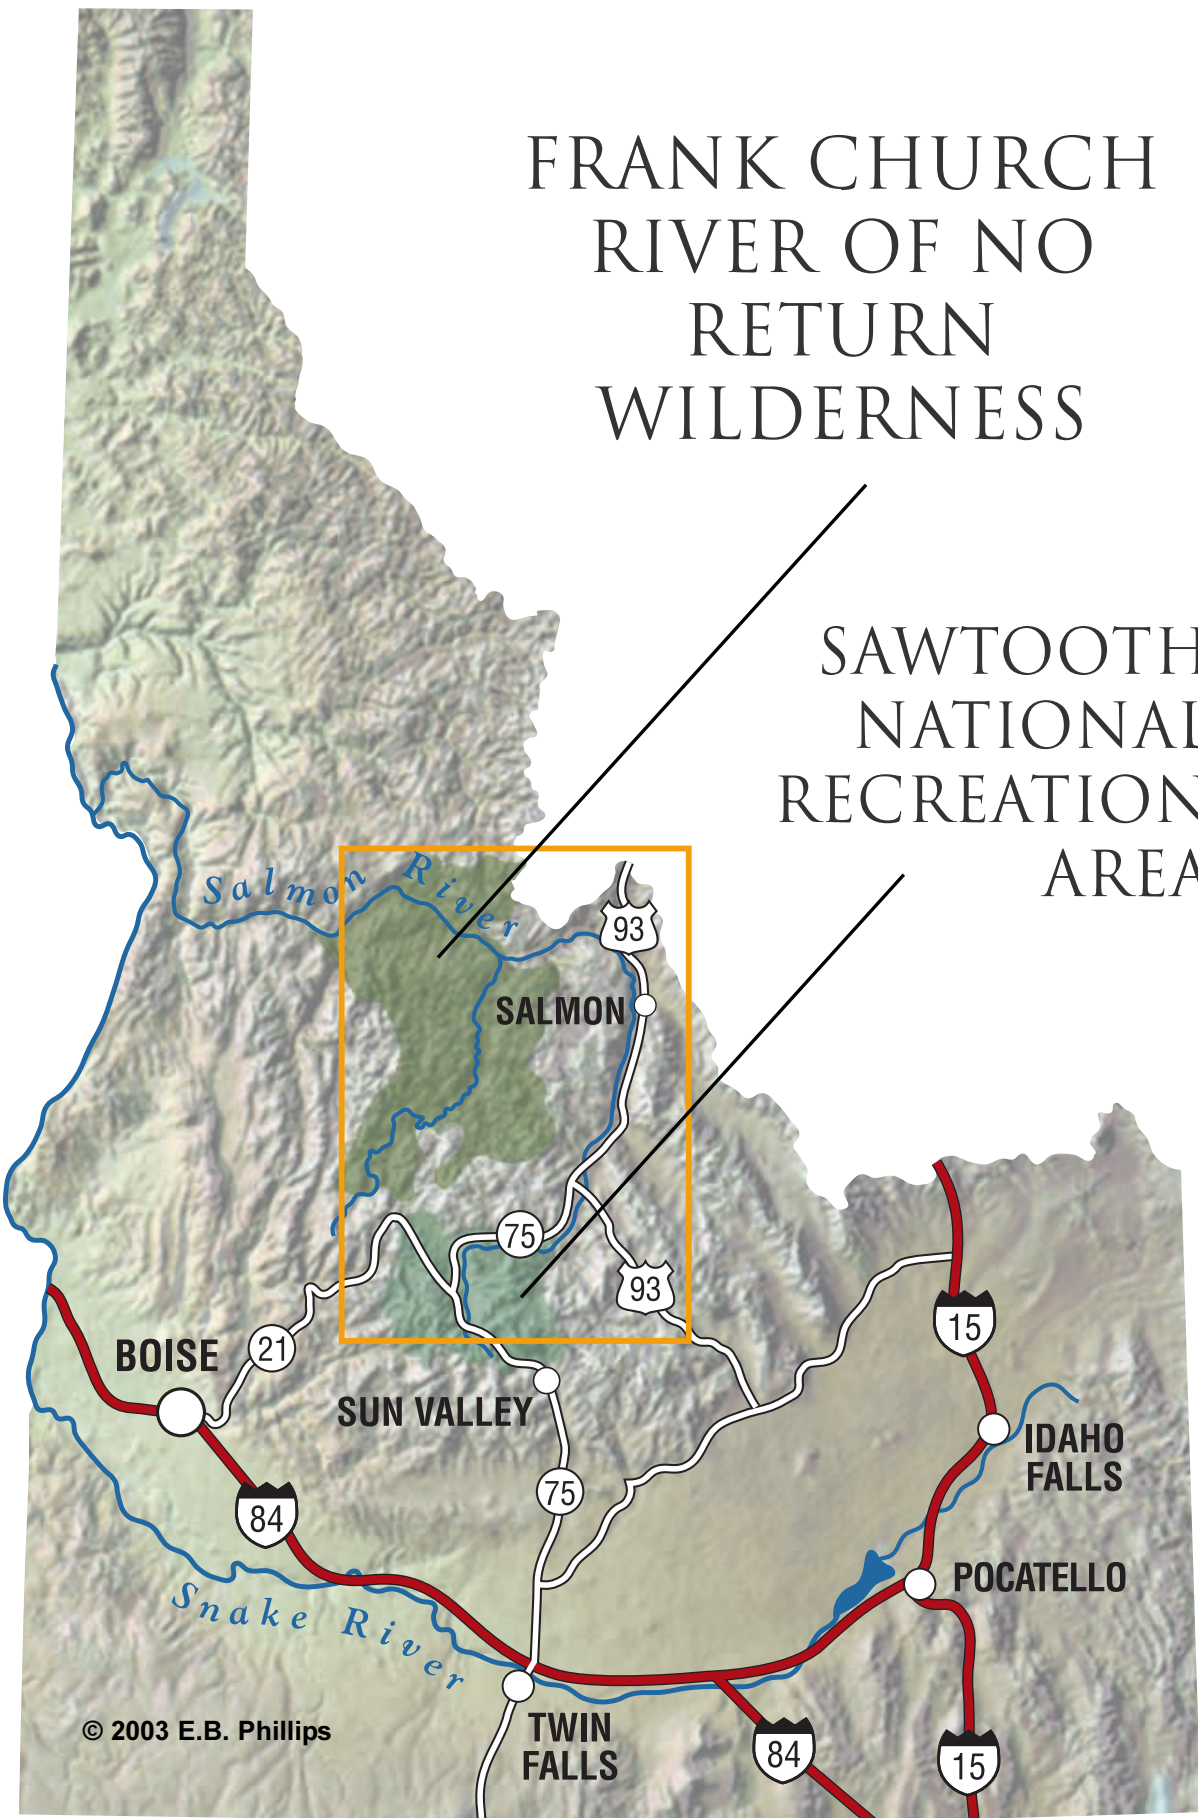 FRANK CHURCH
RIVER OF NO
RETURN
WILDERNESS
SAWTOOTH
NATIONAL
RECREATION
AREA
Salmon River
93
SALMON
75
93
15
21
BOISE
SUN VALLEY
IDAHO
FALLS
75
84
POCATELLO
Snake River
TWIN
FALLS
84
15
© 2003 E.B. Phillips